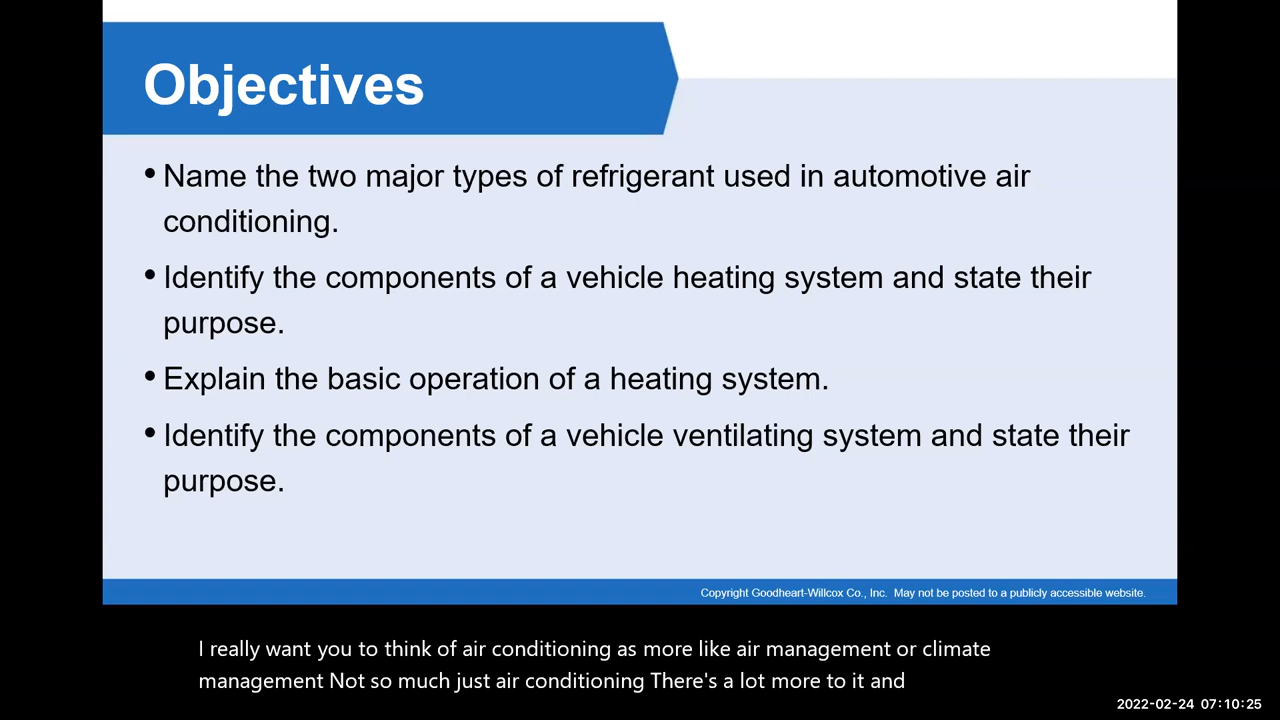 Objectives
• Name the two major types of refrigerant used in automotive air
conditioning.
• Identify the components of a vehicle heating system and state their
purpose.
• Explain the basic operation of a heating system.
• Identify the components of a vehicle ventilating system and state their
purpose.
Copyright Goodheart-Willcox Co., Inc. May not be posted to a publicly accessible website.
I really want you to think of air conditioning as more like air management or climate
management Not so much just air conditioning There's a lot more to it and
2022-02-24 07:10:25